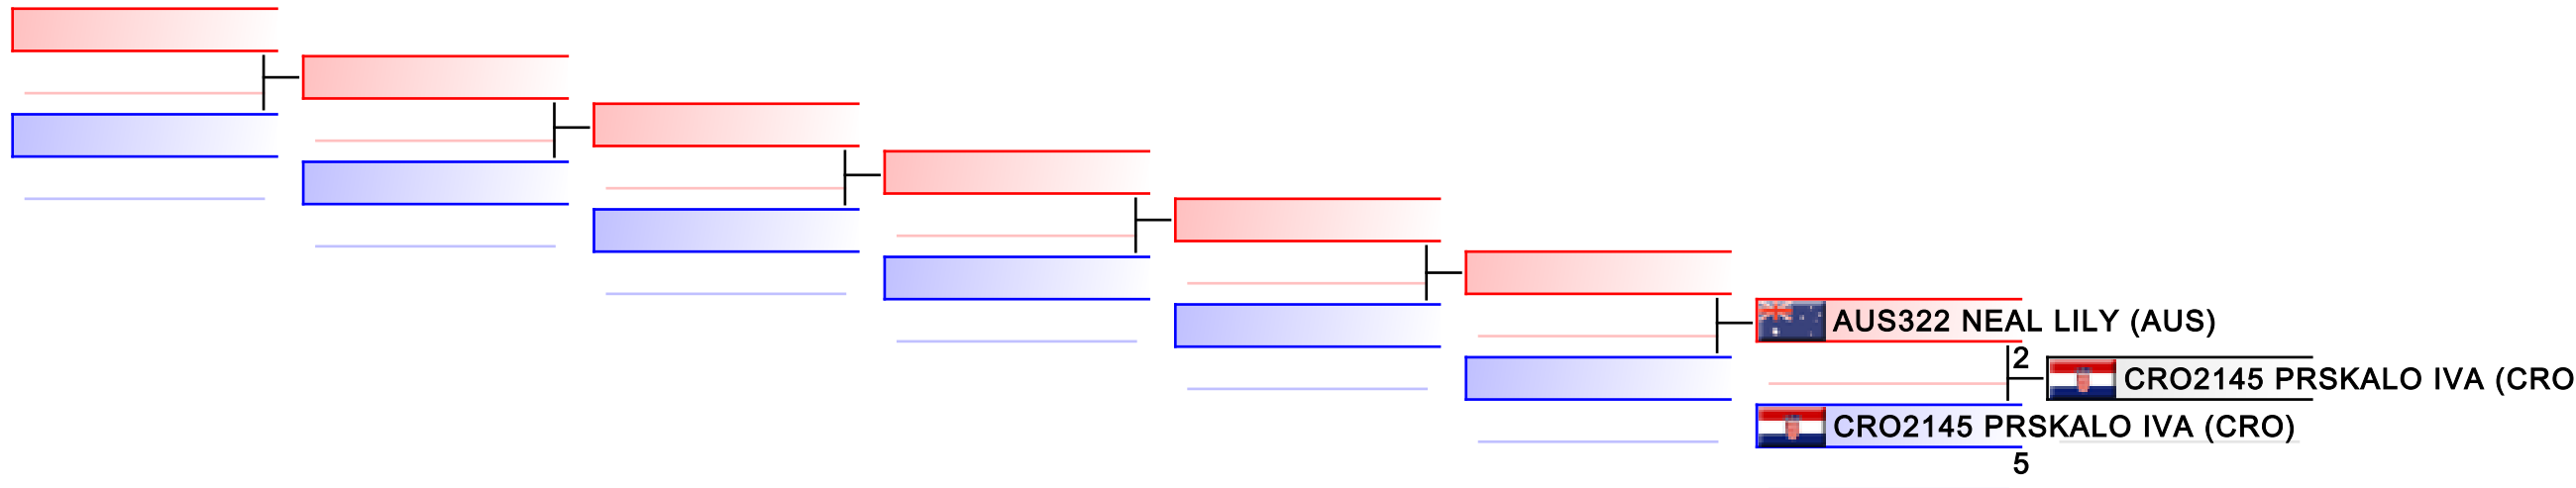 AUS322 NEAL LILY (AUS)
2
CRO2145 PRSKALO IVA (CRO
CRO2145 PRSKALO IVA (CRO)
5